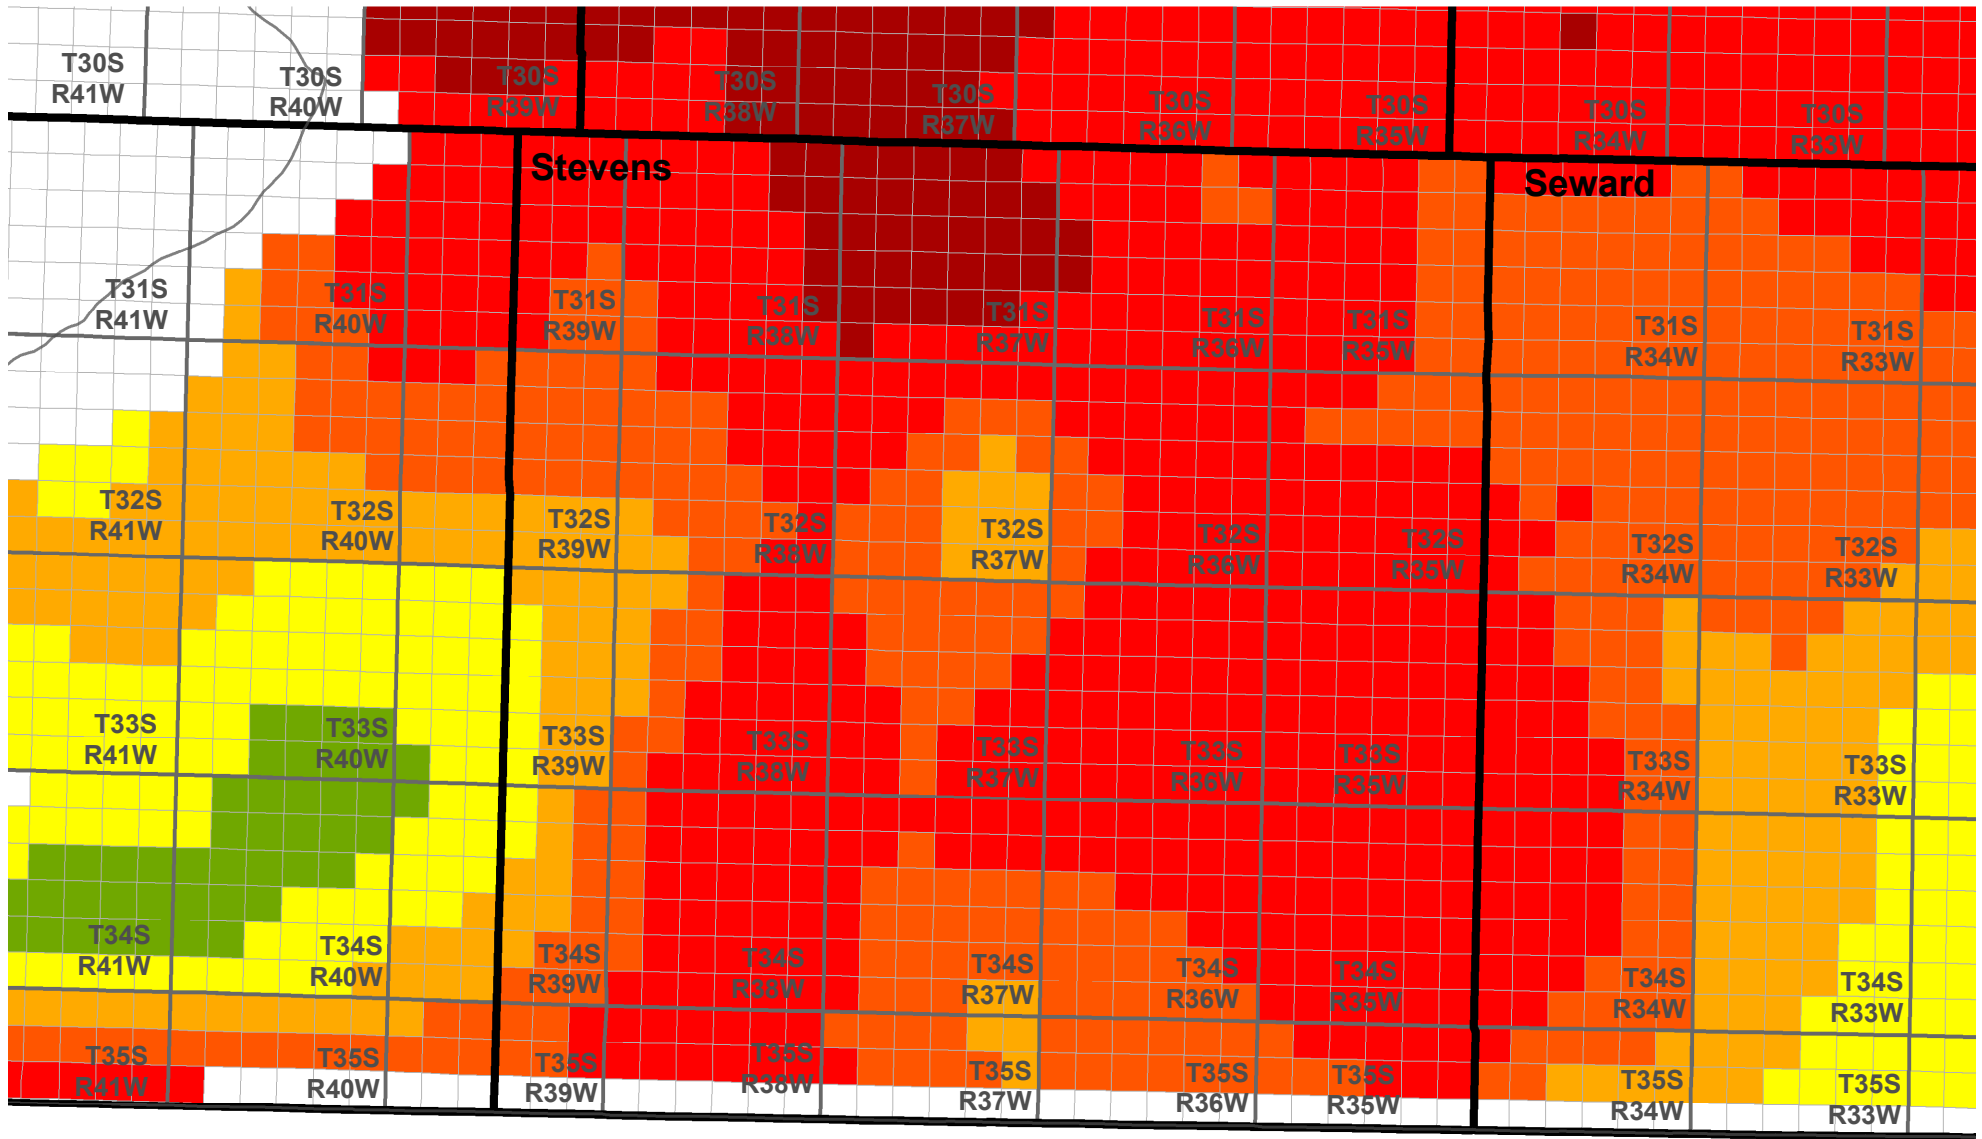 T30S
R41W
T30S
R40W
T30S
R39W
T30S
R38W
T30S
R37W
T30S
R36W
T30S
R35W
T30S
R34W
T30S
R33W
Stevens
Seward
T31S
R41W
T31S
R40W
T31S
R39W
T31S
R38W
T31S
R37W
T31S
R36W
T31S
R35W
T31S
R34W
T31S
R33W
T32S
R41W
T32S
R40W
T32S
R39W
T32S
R38W
T32S
R37W
T32S
R36W
T32S
R35W
T32S
R34W
T32S
R33W
T33S
R41W
T33S
R40W
T33S
R39W
T33S
R38W
T33S
R37W
T33S
R36W
T33S
R35W
T33S
R34W
T33S
R33W
T34S
R41W
T34S
R40W
T34S
R39W
T34S
R38W
T34S
R37W
T34S
R36W
T34S
R35W
T34S
R34W
T34S
R33W
T35S
R41W
T35S
R40W
T35S
R39W
T35S
R38W
T35S
R37W
T35S
R36W
T35S
R35W
T35S
R34W
T35S
R33W